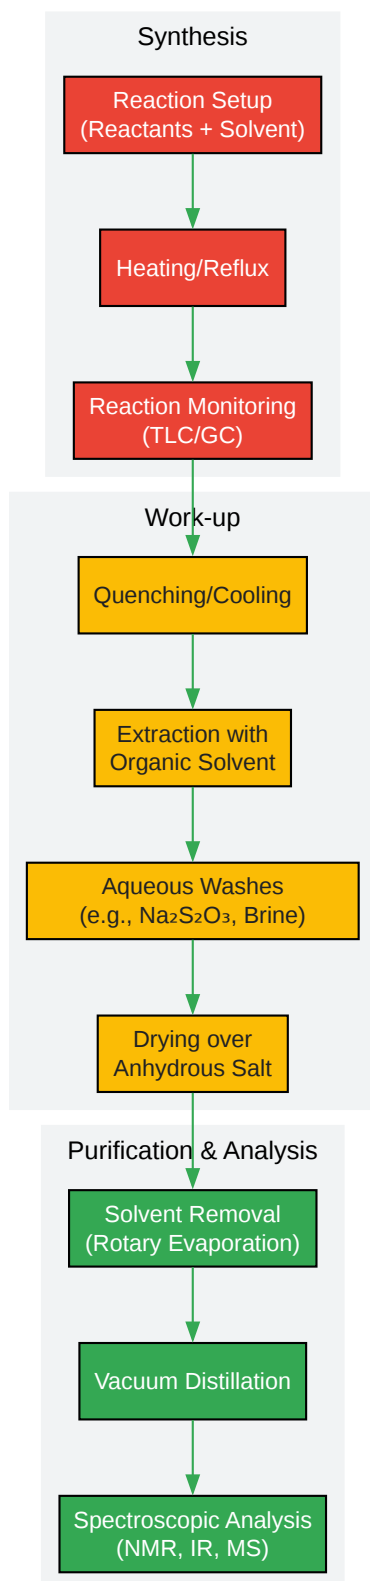 Synthesis
Reaction Setup
(Reactants + Solvent)
Heating/Reflux
Reaction Monitoring
(TLC/GC)
Work-up
Quenching/Cooling
Extraction with
Organic Solvent
Aqueous Washes
(e.g., Na₂S₂O₃, Brine)
Drying over
Anhydrous Salt
Purification & Analysis
Solvent Removal
(Rotary Evaporation)
Vacuum Distillation
Spectroscopic Analysis
(NMR, IR, MS)